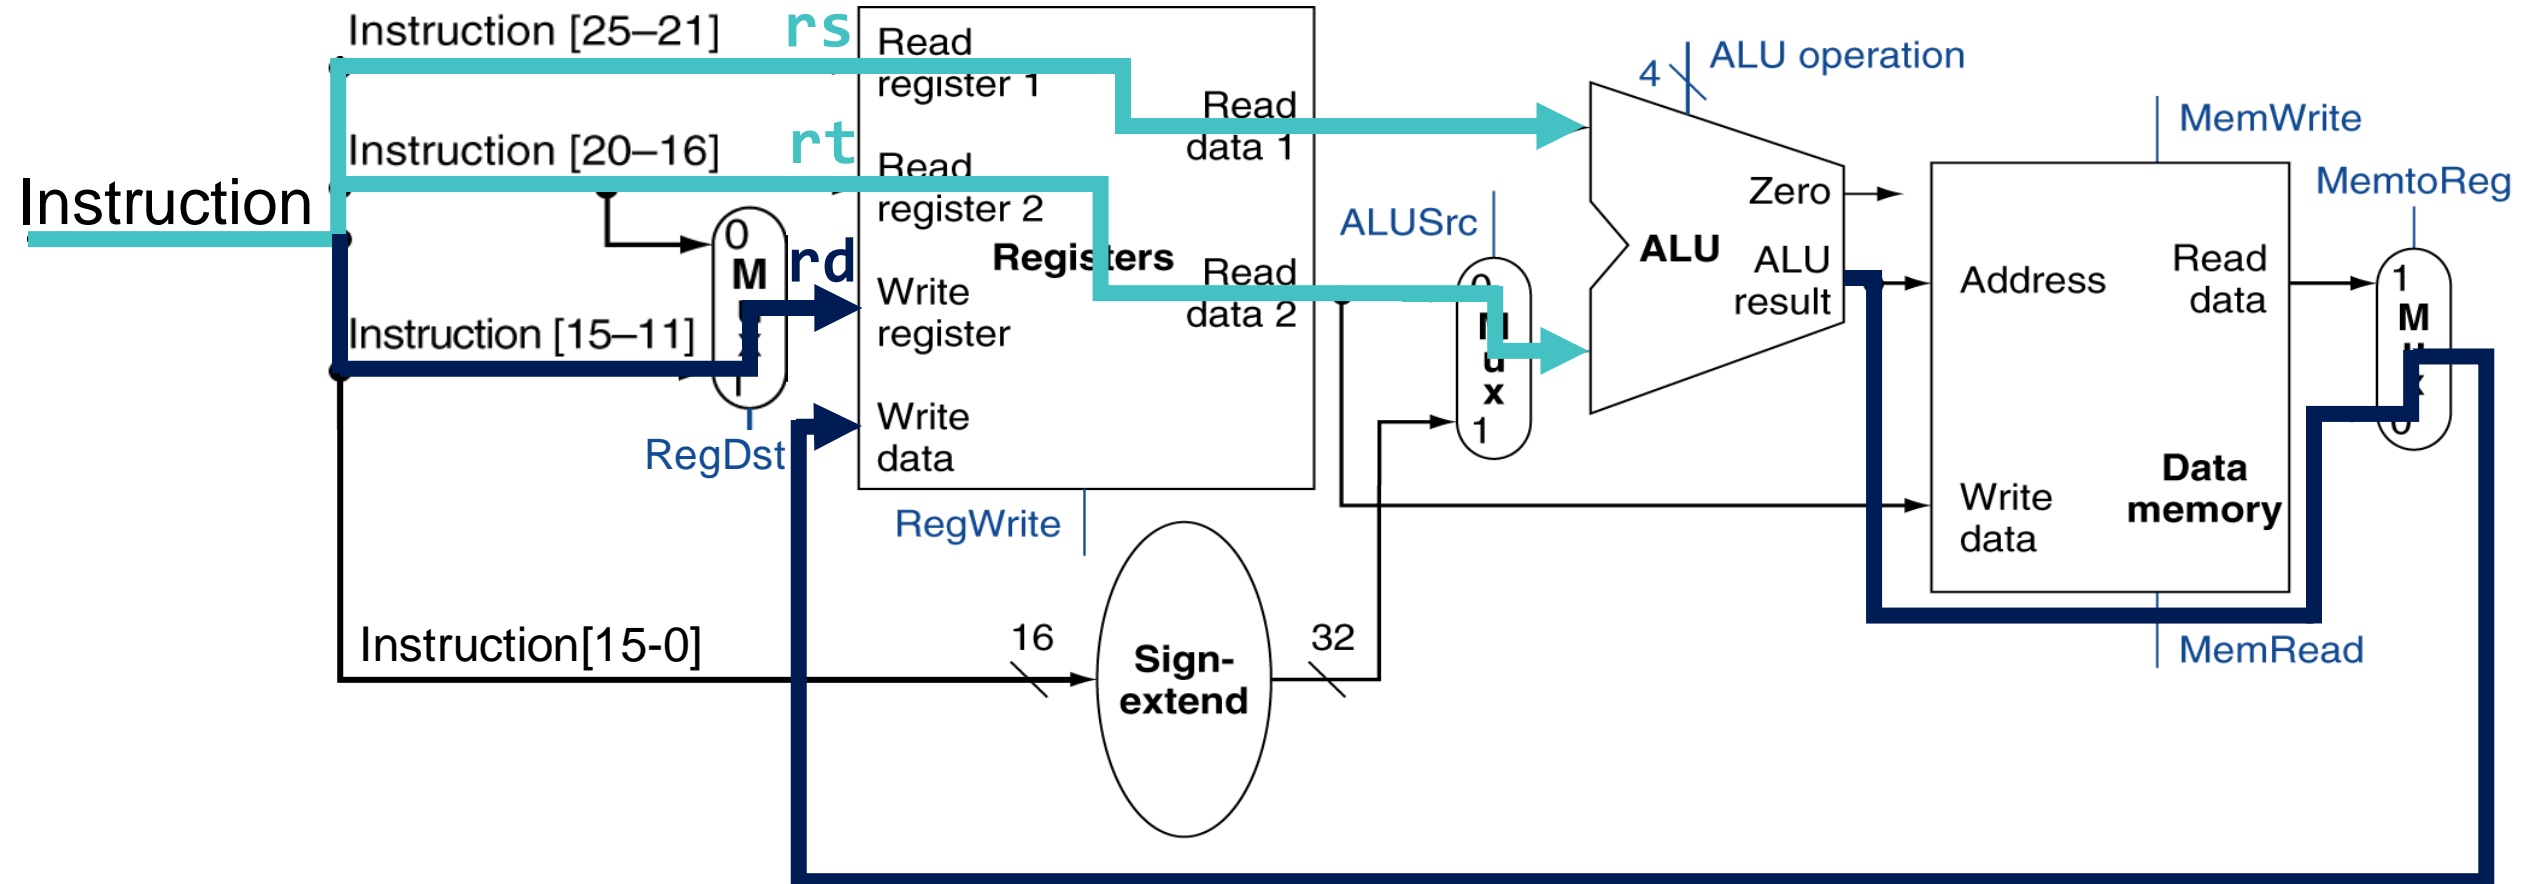 Instruction [25–21]
rs
Read
register 1
Read
data 1
4
ALU operation
MemWrite
Instruction [20–16]
rt
Read
register 2
Instruction
MemtoReg
Zero
ALUSrc
0
M
rd
Registers
Read
data 2
ALU
ALU
result
Address
Read
data
1
M
Write
register
0
M
u
x
1
Instruction [15–11]
RegDst
Write
data
0
Data
memory
Write
data
RegWrite
Instruction[15-0]
16
Sign-
extend
32
MemRead